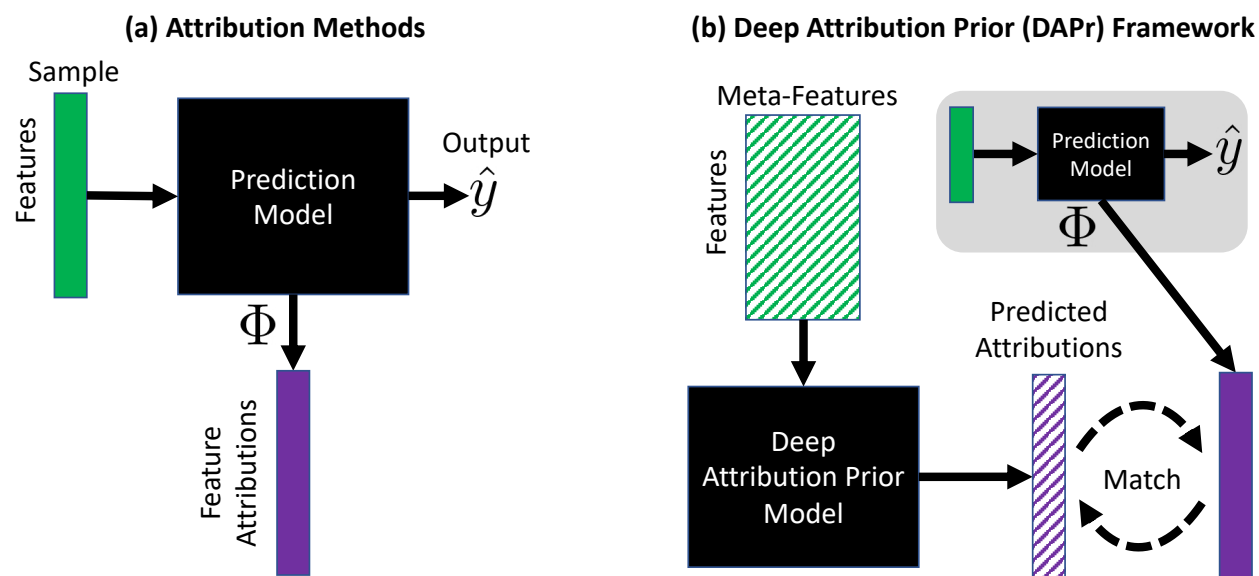 (a) Attribution Methods
Sample
Features
Prediction
Model
Output
ŷ
Φ
Feature
Attributions
(b) Deep Attribution Prior (DAPr) Framework
Meta-Features
Features
Prediction
Model
ŷ
Φ
Predicted
Attributions
Deep
Attribution Prior
Model
Match